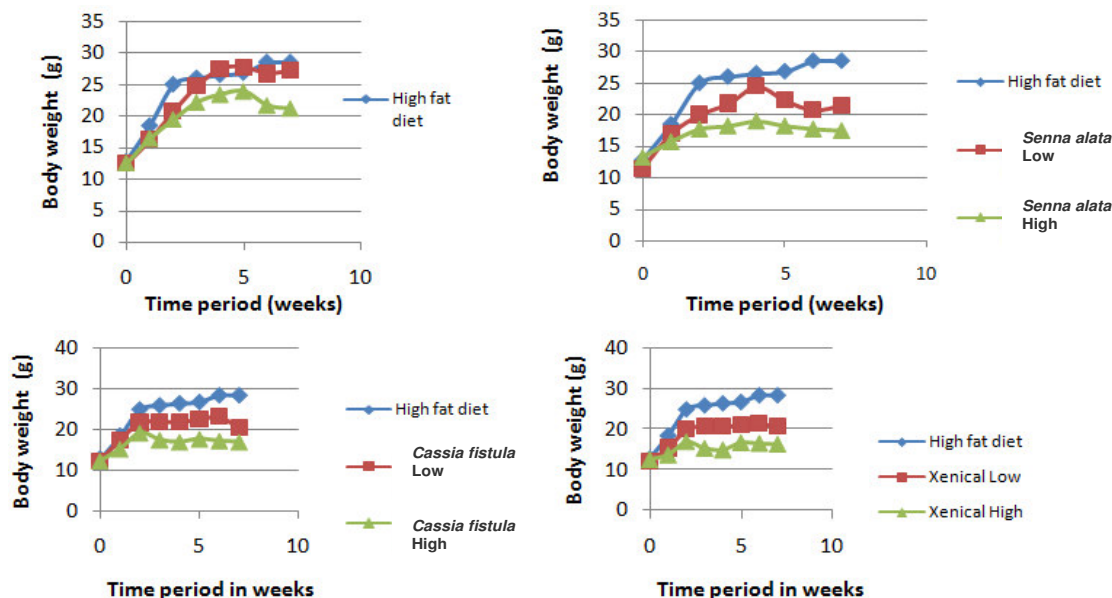 Body weight (g)
35
30
25
20
15
10
5
0
0
5
10
Time period (weeks)
High fat
diet
Body weight (g)
35
30
25
20
15
10
5
0
0
5
10
Time period (weeks)
High fat diet
Senna alata
Low
Senna alata
High
Body weight (g)
40
30
20
10
0
0
5
10
Time period in weeks
High fat diet
Cassia fistula
Low
Cassia fistula
High
Body weight (g)
40
30
20
10
0
0
5
10
Time period in weeks
High fat diet
Xenical Low
Xenical High